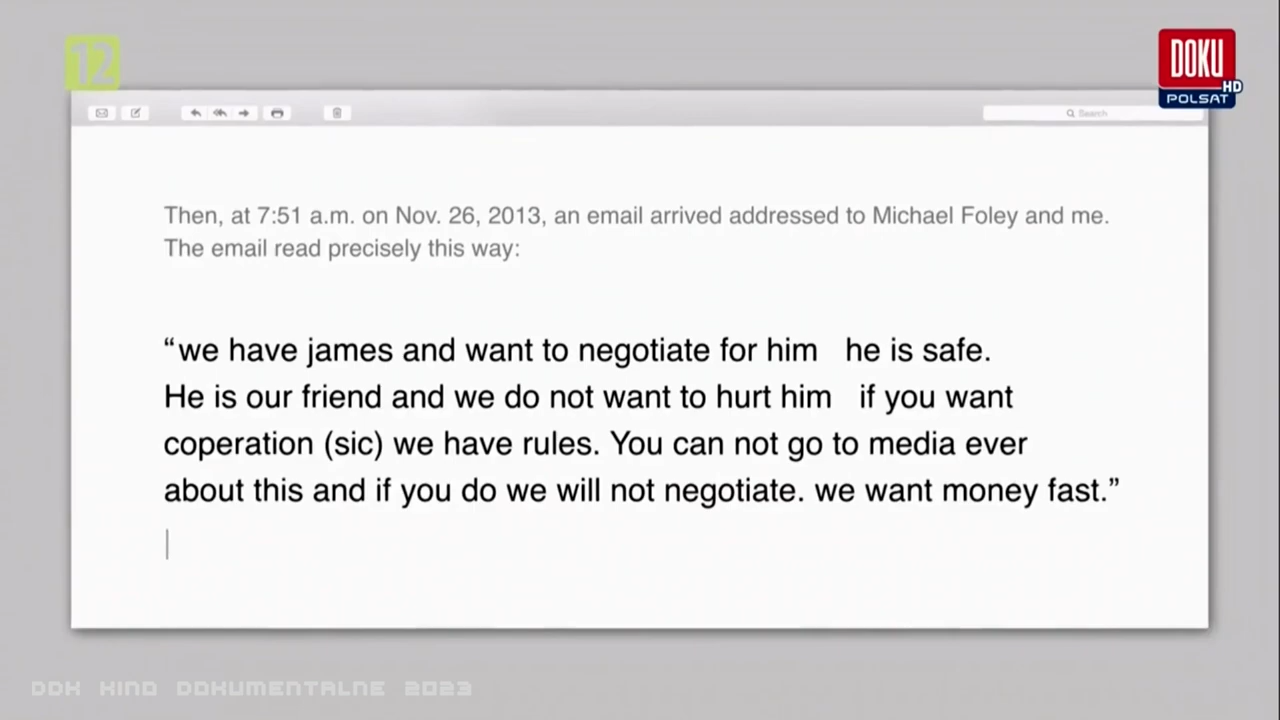 12
DOKU
HD
POLSAT
Search
Then, at 7:51 a.m. on Nov. 26, 2013, an email arrived addressed to Michael Foley and me.
The email read precisely this way:
“we have james and want to negotiate for him   he is safe.
He is our friend and we do not want to hurt him   if you want
coperation (sic) we have rules. You can not go to media ever
about this and if you do we will not negotiate. we want money fast.”
DDK KINO DOKUMENTALNE 2023